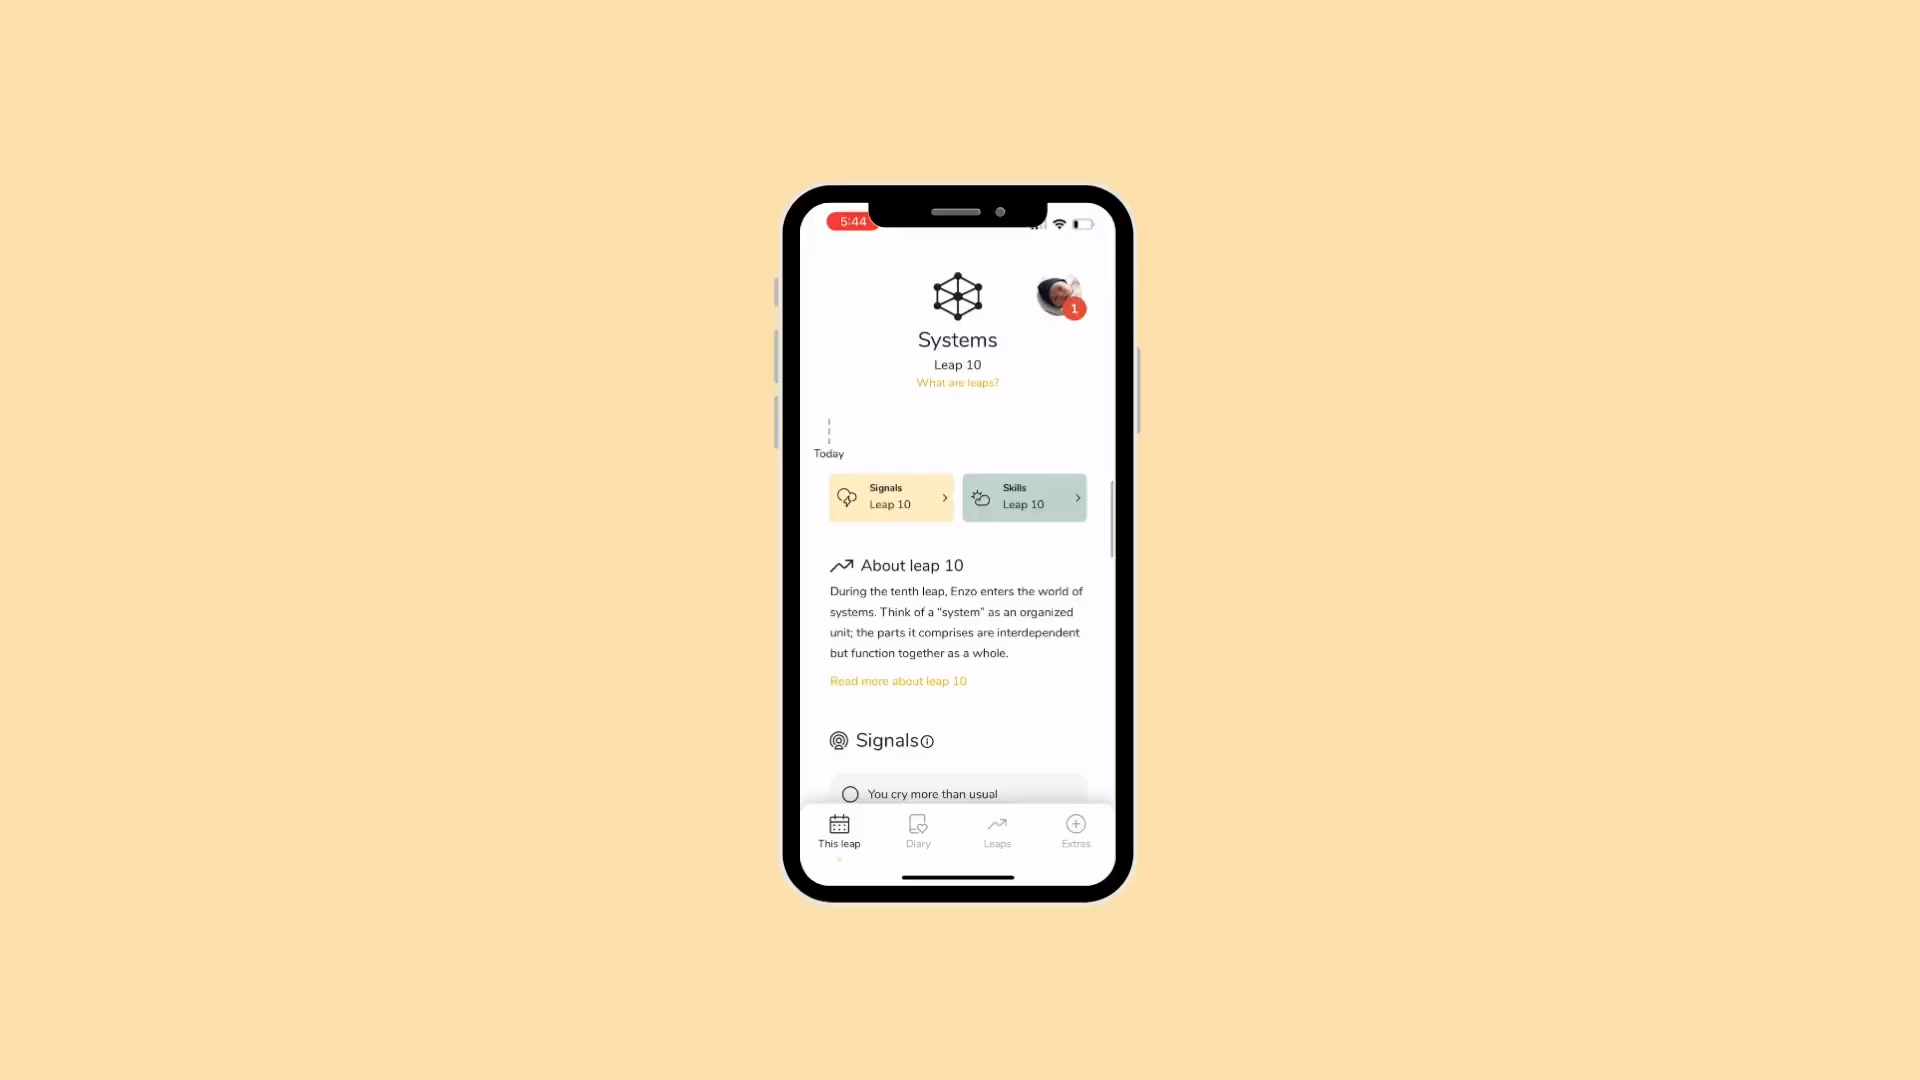 5:44
1
Systems
Leap 10
What are leaps?
Today
Signals
Leap 10
Skills
Leap 10
About leap 10
During the tenth leap, Enzo enters the world of
systems. Think of a “system” as an organized
unit; the parts it comprises are interdependent
but function together as a whole.
Read more about leap 10
Signals
You cry more than usual
This leap
Diary
Leaps
Extras